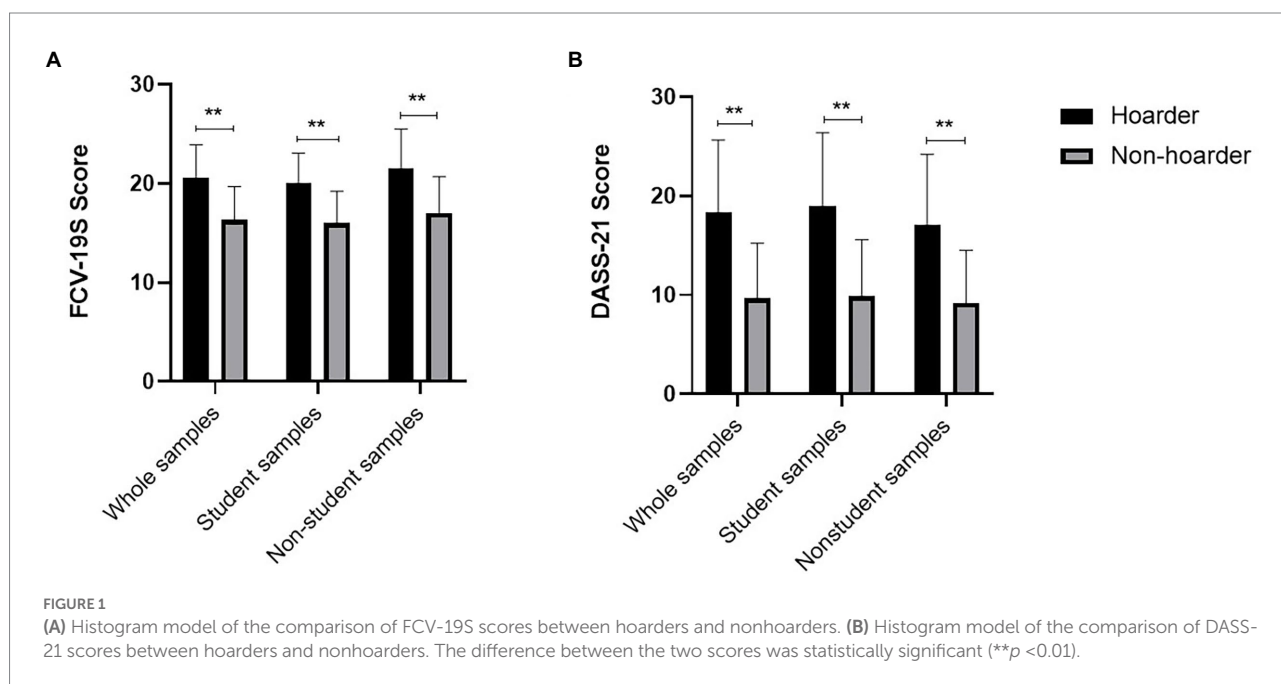 A
FCV-19S Score
30
20
10
0
**
**
**
Whole samples
Student samples
Non-student samples
B
DASS-21 Score
30
20
10
0
**
**
**
Whole samples
Student samples
Nonstudent samples
Hoarder
Non-hoarder
FIGURE 1
(A) Histogram model of the comparison of FCV-19S scores between hoarders and nonhoarders. (B) Histogram model of the comparison of DASS-
21 scores between hoarders and nonhoarders. The difference between the two scores was statistically significant (**p <0.01).